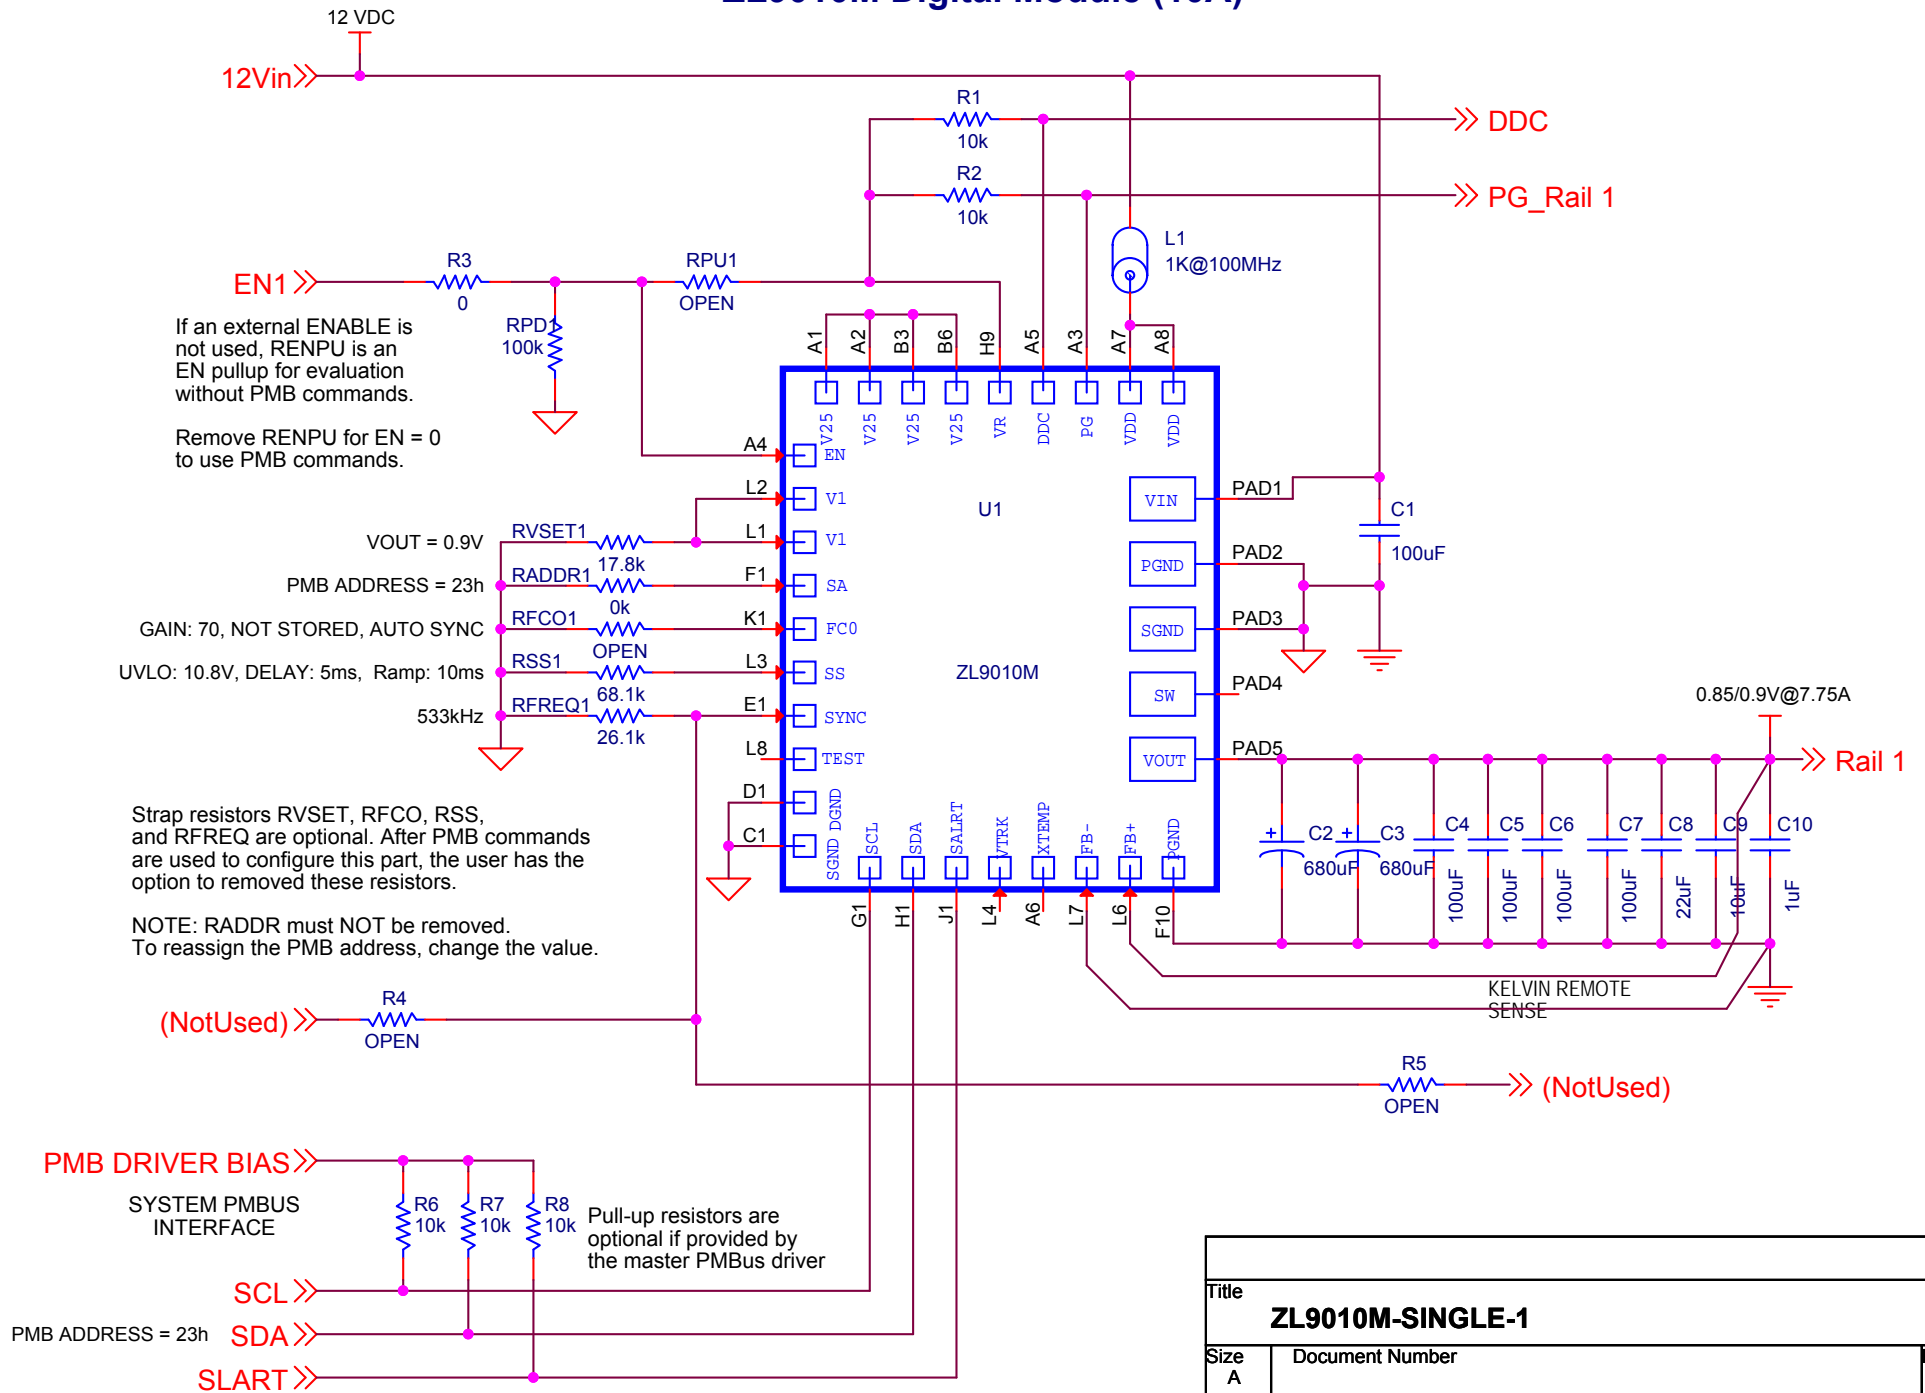 ZL9010M Digital Module (10A)
12 VDC
12Vin
R1
10k
DDC
R2
10k
PG_Rail 1
L1
1K@100MHz
EN1
R3
0
RPU1
OPEN
RPD1
100k
If an external ENABLE is
not used, RENPU is an
EN pullup for evaluation
without PMB commands.
Remove RENPU for EN = 0
to use PMB commands.
A1
A2
B3
B6
H9
A5
A3
A7
A8
V25
V25
V25
V25
VR
DDC
PG
VDD
VDD
A4
EN
L2
V1
L1
V1
F1
SA
K1
FC0
L3
SS
E1
SYNC
L8
TEST
D1
DGND
C1
SGND
U1
ZL9010M
VIN
PAD1
PGND
PAD2
SGND
PAD3
SW
PAD4
VOUT
PAD5
C1
100uF
VOUT = 0.9V
RVSET1
17.8k
PMB ADDRESS = 23h
RADDR1
0k
GAIN: 70, NOT STORED, AUTO SYNC
RFCO1
OPEN
UVLO: 10.8V, DELAY: 5ms, Ramp: 10ms
RSS1
68.1k
533kHz
RFREQ1
26.1k
0.85/0.9V@7.75A
Rail 1
SCL
SDA
SALRT
VTRK
XTEMP
FB-
FB+
PGND
G1
H1
J1
L4
A6
L7
L6
F10
+
C2
680uF
+
C3
680uF
C4
100uF
C5
100uF
C6
100uF
C7
100uF
C8
22uF
C9
10uF
C10
1uF
KELVIN REMOTE
SENSE
Strap resistors RVSET, RFCO, RSS,
and RFREQ are optional. After PMB commands
are used to configure this part, the user has the
option to removed these resistors.
NOTE: RADDR must NOT be removed.
To reassign the PMB address, change the value.
(NotUsed)
R4
OPEN
R5
OPEN
(NotUsed)
PMB DRIVER BIAS
SYSTEM PMBUS
INTERFACE
R6
10k
R7
10k
R8
10k
Pull-up resistors are
optional if provided by
the master PMBus driver
SCL
PMB ADDRESS = 23h
SDA
SLART
Title
ZL9010M-SINGLE-1
Size
A
Document Number